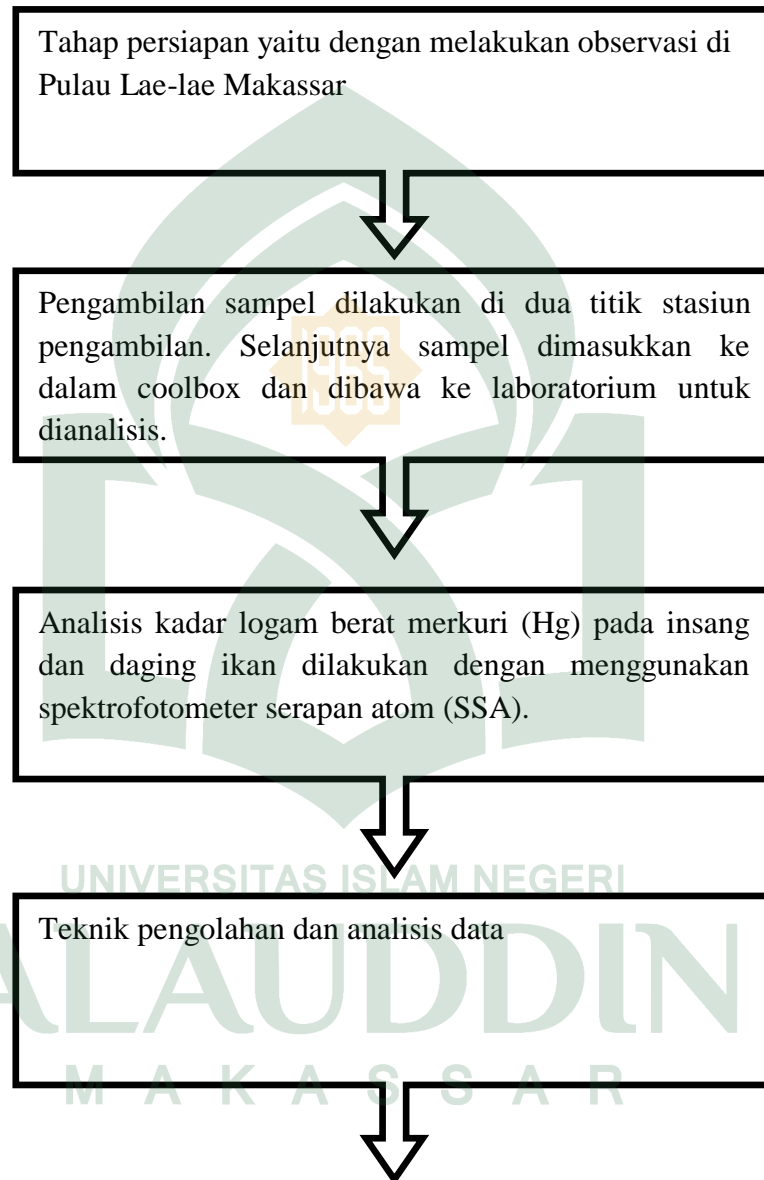 Tahap persiapan yaitu dengan melakukan observasi di
Pulau Lae-lae Makassar
Pengambilan sampel dilakukan di dua titik stasiun
1965
pengambilan. Selanjutnya sampel dimasukkan ke
dalam coolbox dan dibawa ke laboratorium untuk
dianalisis.
Analisis kadar logam berat merkuri (Hg) pada insang
dan daging ikan dilakukan dengan menggunakan
spektrofotometer serapan atom (SSA).
UNIVERSITAS ISLAM NEGERI
Teknik pengolahan dan analisis data
ALAUDDIN
MAKASSAR